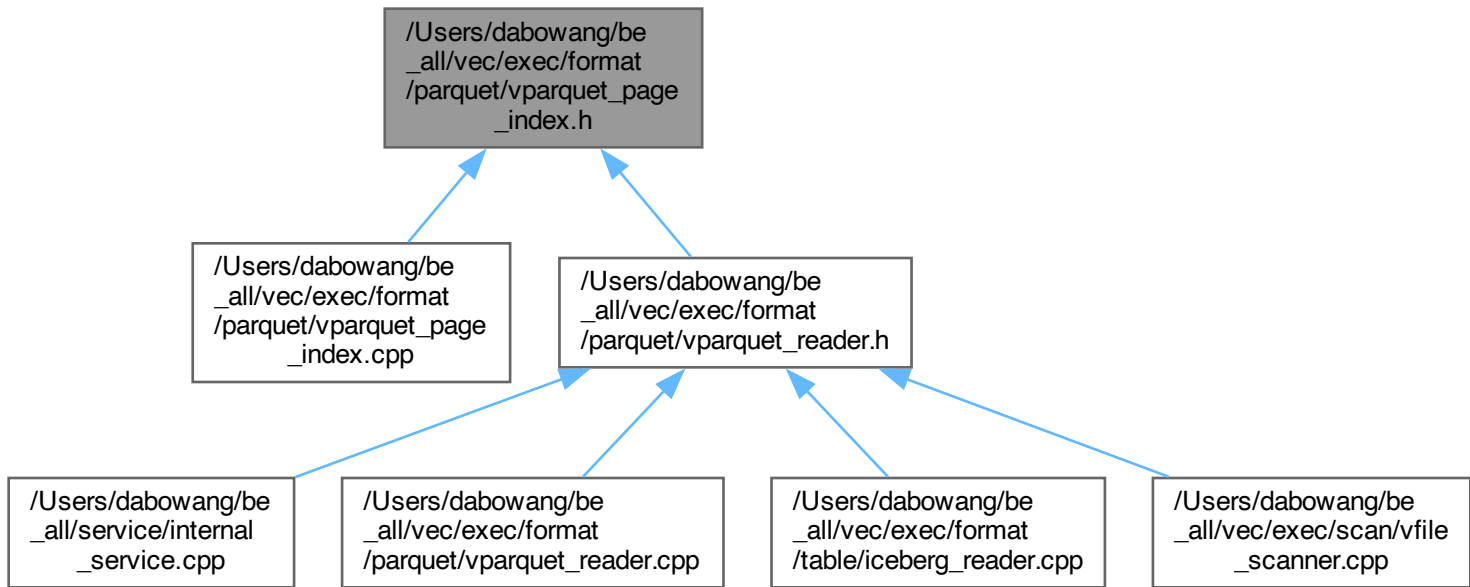 /Users/dabowang/be
_all/vec/exec/format
/parquet/vparquet_page
_index.h
/Users/dabowang/be
_all/vec/exec/format
/parquet/vparquet_page
_index.cpp
/Users/dabowang/be
_all/vec/exec/format
/parquet/vparquet_reader.h
/Users/dabowang/be
_all/service/internal
_service.cpp
/Users/dabowang/be
_all/vec/exec/format
/parquet/vparquet_reader.cpp
/Users/dabowang/be
_all/vec/exec/format
/table/iceberg_reader.cpp
/Users/dabowang/be
_all/vec/exec/scan/vfile
_scanner.cpp